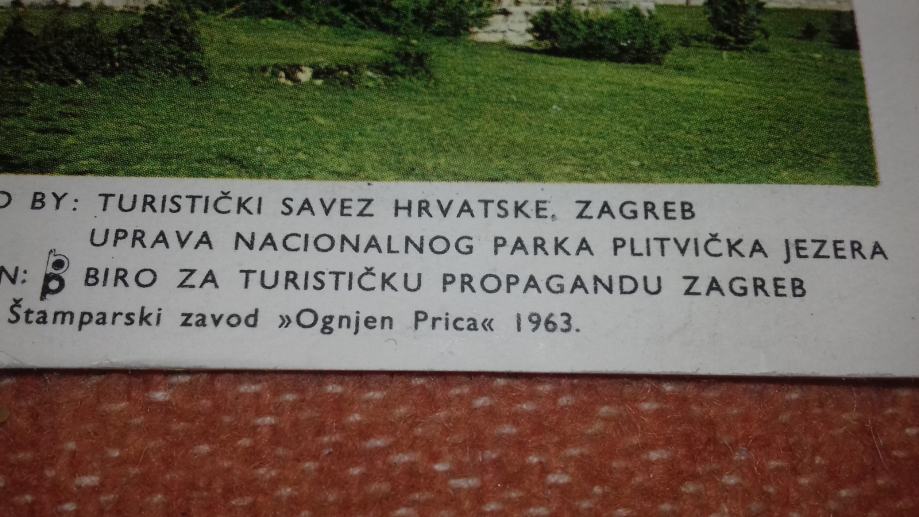 BY: TURISTIČKI SAVEZ HRVATSKE, ZAGREB
UPRAVA NACIONALNOG PARKA PLITVIČKA JEZERA
BIRO ZA TURISTIČKU PROPAGANDU ZAGREB
Štamparski zavod »Ognjen Prica« 1963.